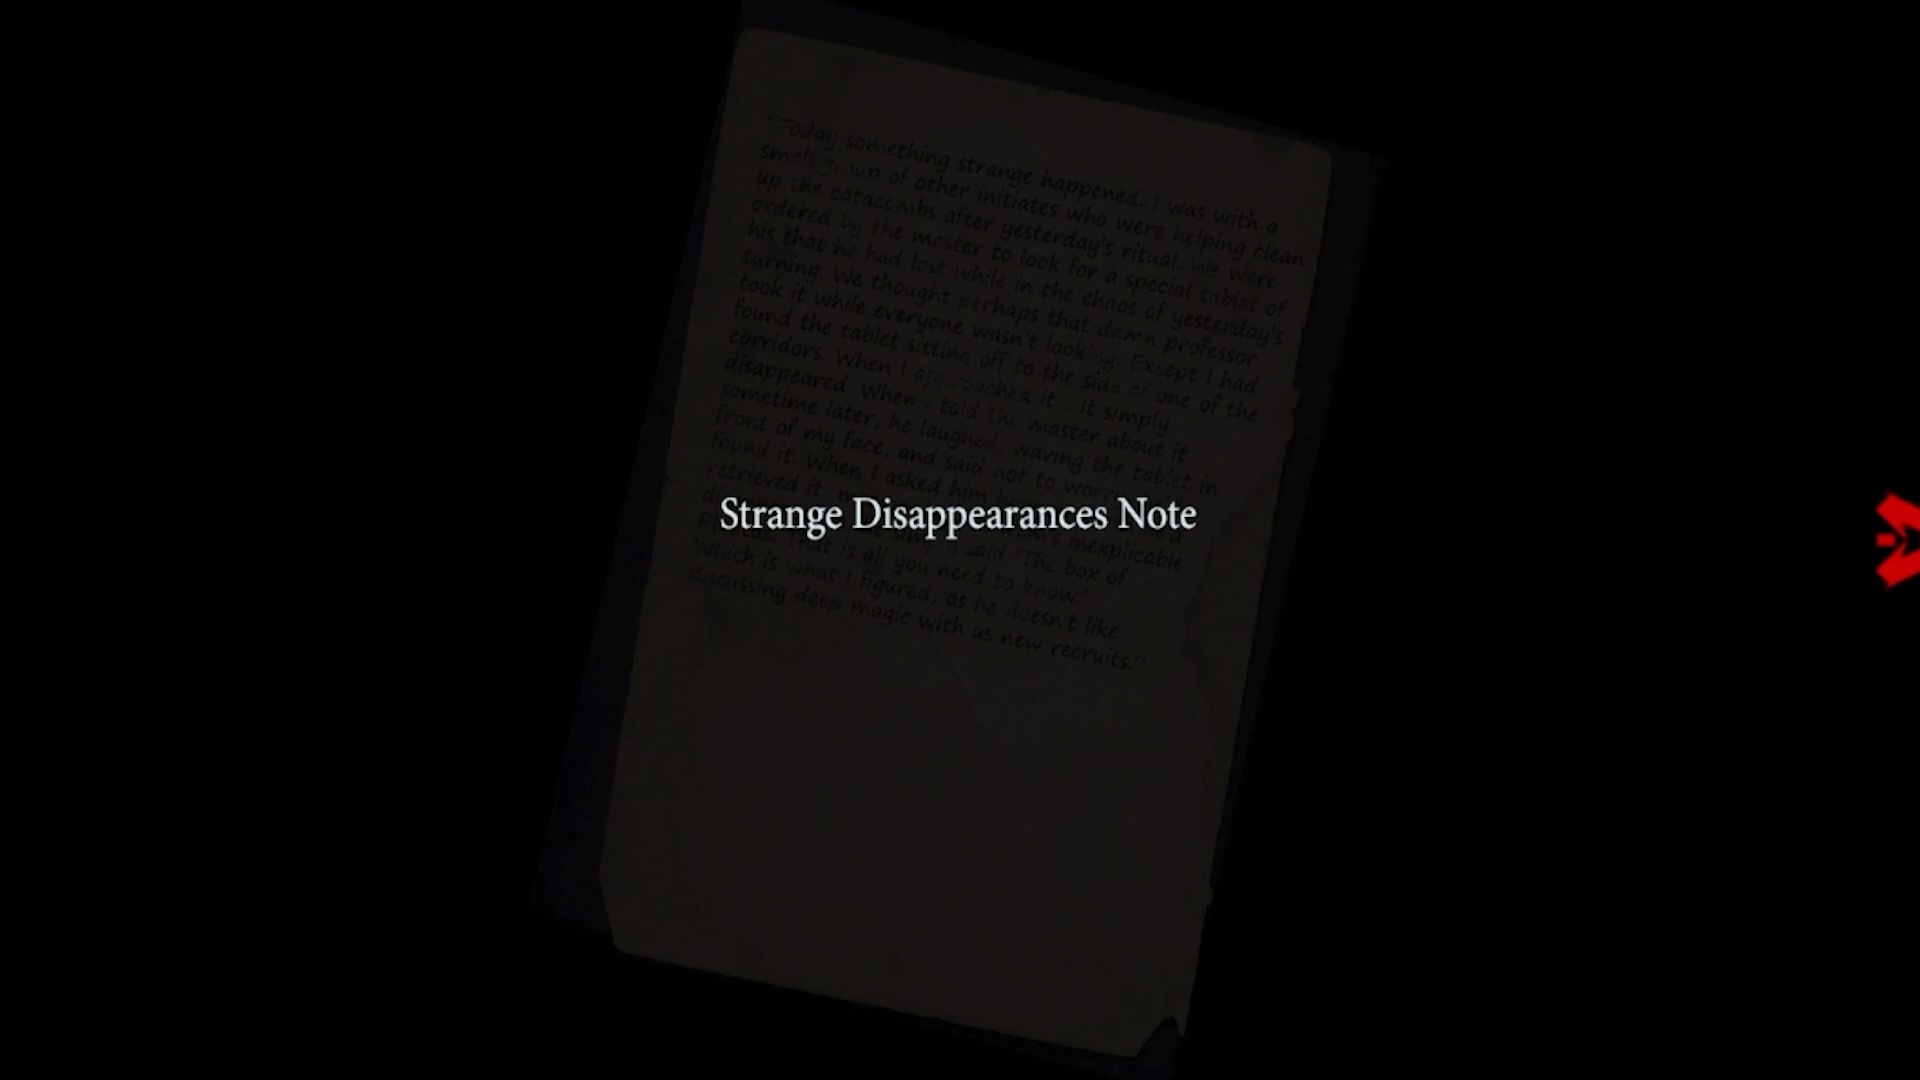 "Today something strange happened. I was with a
small group of other initiates who were helping clean
up the catacombs after yesterday's ritual. We were
ordered by the master to look for a special tablet of
his that he had lost while in the chaos of yesterday's
turning. We thought perhaps that damn professor
took it while everyone wasn't looking. Except I had
found the tablet sitting off to the side of one of the
corridors. When I approached it... It simply
disappeared. When I told the master about it
sometime later, he laughed, waving the tablet in
front of my face, and said not to worry
found it. When I asked him
retrieved it, inexplicable
said 'The box of
That is all you need to know.'
Which is what I figured, as he doesn't like
discussing deep magic with us new recruits."
Strange Disappearances Note